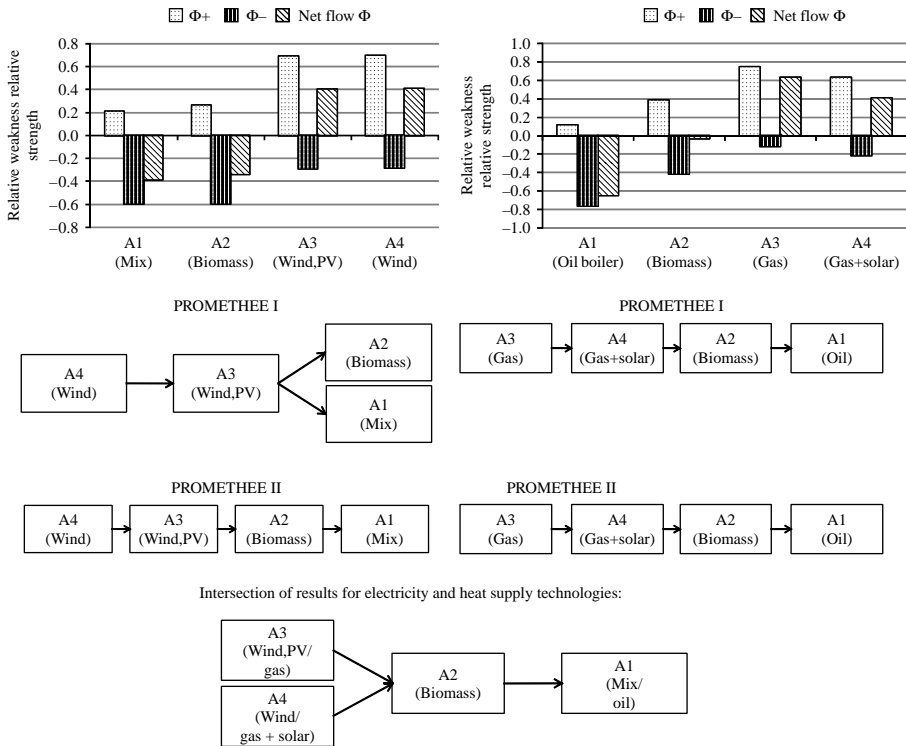 Φ+ Φ– Net flow Φ
Relative weakness relative
strength
0.8
0.6
0.4
0.2
0.0
–0.2
–0.4
–0.6
–0.8
A1
(Mix)
A2
(Biomass)
A3
(Wind,PV)
A4
(Wind)
Φ+ Φ– Net flow Φ
Relative weakness
relative strength
1.0
0.8
0.6
0.4
0.2
0.0
–0.2
–0.4
–0.6
–0.8
–1.0
A1
(Oil boiler)
A2
(Biomass)
A3
(Gas)
A4
(Gas+solar)
PROMETHEE I
A4
(Wind)
A3
(Wind,PV)
A2
(Biomass)
A1
(Mix)
PROMETHEE I
A3
(Gas)
A4
(Gas+solar)
A2
(Biomass)
A1
(Oil)
PROMETHEE II
A4
(Wind)
A3
(Wind,PV)
A2
(Biomass)
A1
(Mix)
PROMETHEE II
A3
(Gas)
A4
(Gas+solar)
A2
(Biomass)
A1
(Oil)
Intersection of results for electricity and heat supply technologies:
A3
(Wind,PV/
gas)
A4
(Wind/
gas + solar)
A2
(Biomass)
A1
(Mix/
oil)